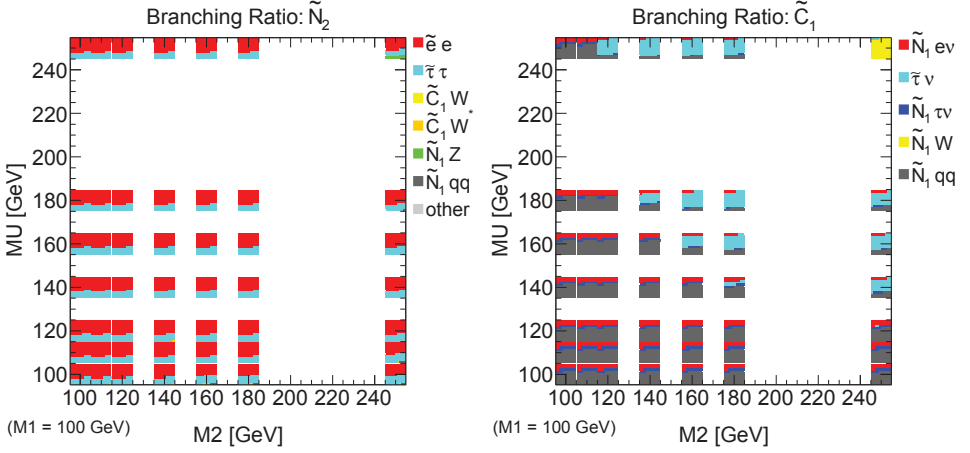 Branching Ratio: Ñ₂
MU [GeV]
240
220
200
180
160
140
120
100
100 120 140 160 180 200 220 240
M2 [GeV]
(M1 = 100 GeV)
ẽ e
τ̃ τ
C̃₁ W
C̃₁ W*
Ñ₁ Z
Ñ₁ qq
other
Branching Ratio: C̃₁
MU [GeV]
240
220
200
180
160
140
120
100
100 120 140 160 180 200 220 240
M2 [GeV]
(M1 = 100 GeV)
Ñ₁ eν
τ̃ ν
Ñ₁ τν
Ñ₁ W
Ñ₁ qq